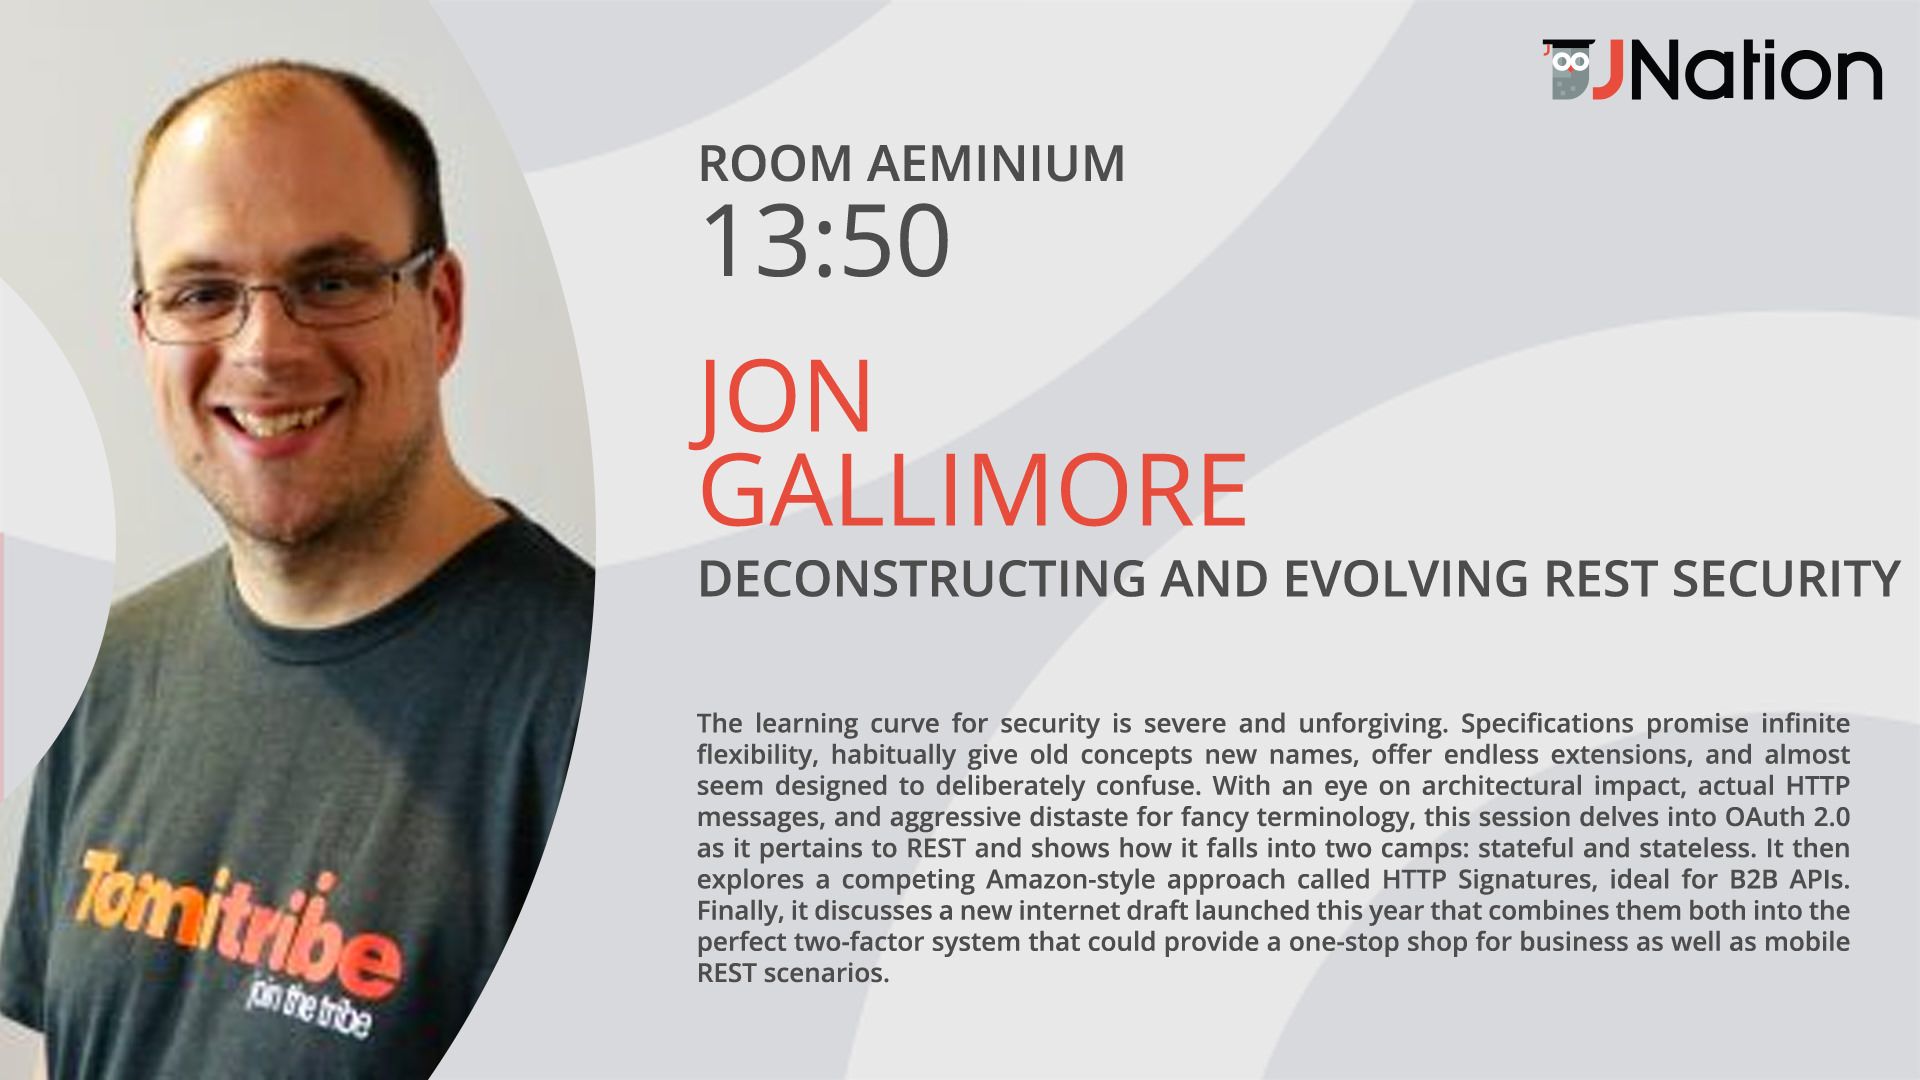 JNation
ROOM AEMINIUM
13:50
JON
GALLIMORE
DECONSTRUCTING AND EVOLVING REST SECURITY
The learning curve for security is severe and unforgiving. Specifications promise infinite
flexibility, habitually give old concepts new names, offer endless extensions, and almost
seem designed to deliberately confuse. With an eye on architectural impact, actual HTTP
messages, and aggressive distaste for fancy terminology, this session delves into OAuth 2.0
as it pertains to REST and shows how it falls into two camps: stateful and stateless. It then
explores a competing Amazon-style approach called HTTP Signatures, ideal for B2B APIs.
Finally, it discusses a new internet draft launched this year that combines them both into the
perfect two-factor system that could provide a one-stop shop for business as well as mobile
REST scenarios.
Tomitribe
join the tribe